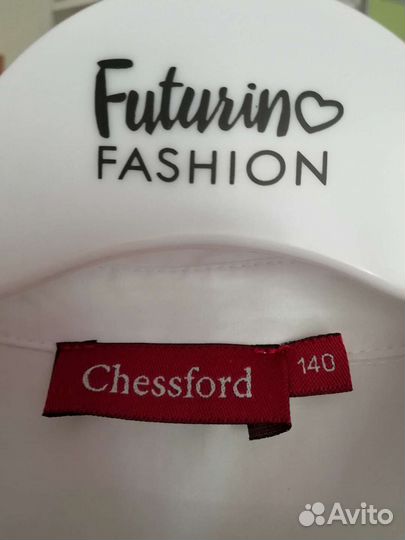 Futurino
FASHION
Chessford
140
Avito